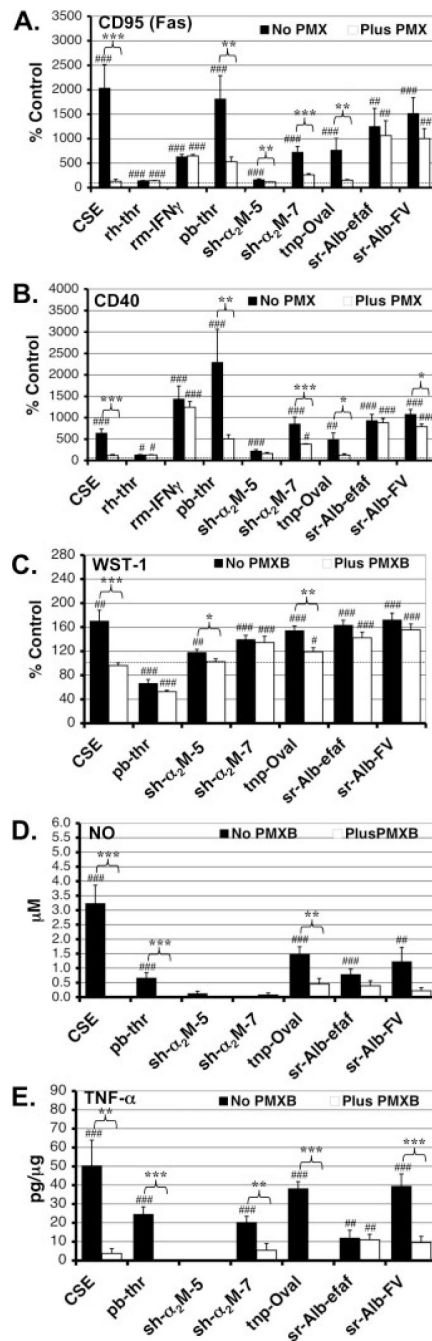 A. CD95 (Fas)
No PMX Plus PMX
% Control
3500
3000
2500
2000
1500
1000
500
0
### *** ### ### ### ### ### ** ### ** ### *** ### ** ## ## ### ##
CSE rh-thr rm-IFNγ pb-thr sh-α2M-5 sh-α2M-7 tnp-Oval sr-Alb-efaf sr-Alb-FV
B. CD40
No PMX Plus PMX
% Control
4000
3500
3000
2500
2000
1500
1000
500
0
### *** # # ### ### ### ** ### ### *** # ## * ### ### ### * ###
CSE rh-thr rm-IFNγ pb-thr sh-α2M-5 sh-α2M-7 tnp-Oval sr-Alb-efaf sr-Alb-FV
C. WST-1
No PMXB Plus PMXB
% Control
280
240
200
160
120
80
40
0
## *** ### ### ## * ### ### ### ** # ### ### ### ###
CSE pb-thr sh-α2M-5 sh-α2M-7 tnp-Oval sr-Alb-efaf sr-Alb-FV
D. NO
No PMXB PlusPMXB
μM
6.0
5.5
5.0
4.5
4.0
3.5
3.0
2.5
2.0
1.5
1.0
0.5
0.0
### *** ### *** ### ** ### ##
CSE pb-thr sh-α2M-5 sh-α2M-7 tnp-Oval sr-Alb-efaf sr-Alb-FV
E. TNF-α
No PMXB Plus PMXB
pg/μg
90
80
70
60
50
40
30
20
10
0
### ** ### *** ### ** ### *** ## ## ### ***
CSE pb-thr sh-α2M-5 sh-α2M-7 tnp-Oval sr-Alb-efaf sr-Alb-FV